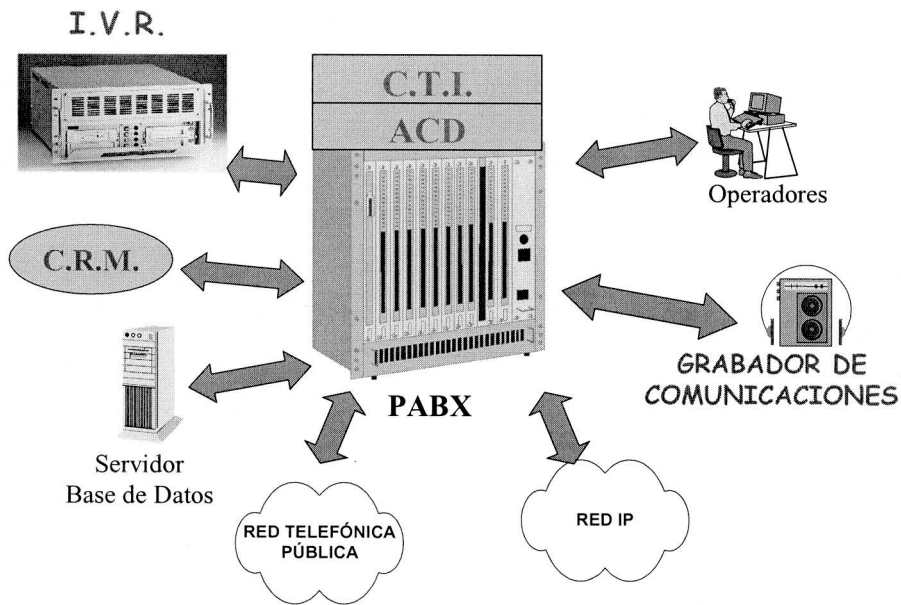 I.V.R.
C.T.I.
ACD
Operadores
C.R.M.
GRABADOR DE
COMUNICACIONES
PABX
Servidor
Base de Datos
RED TELEFÓNICA
PÚBLICA
RED IP